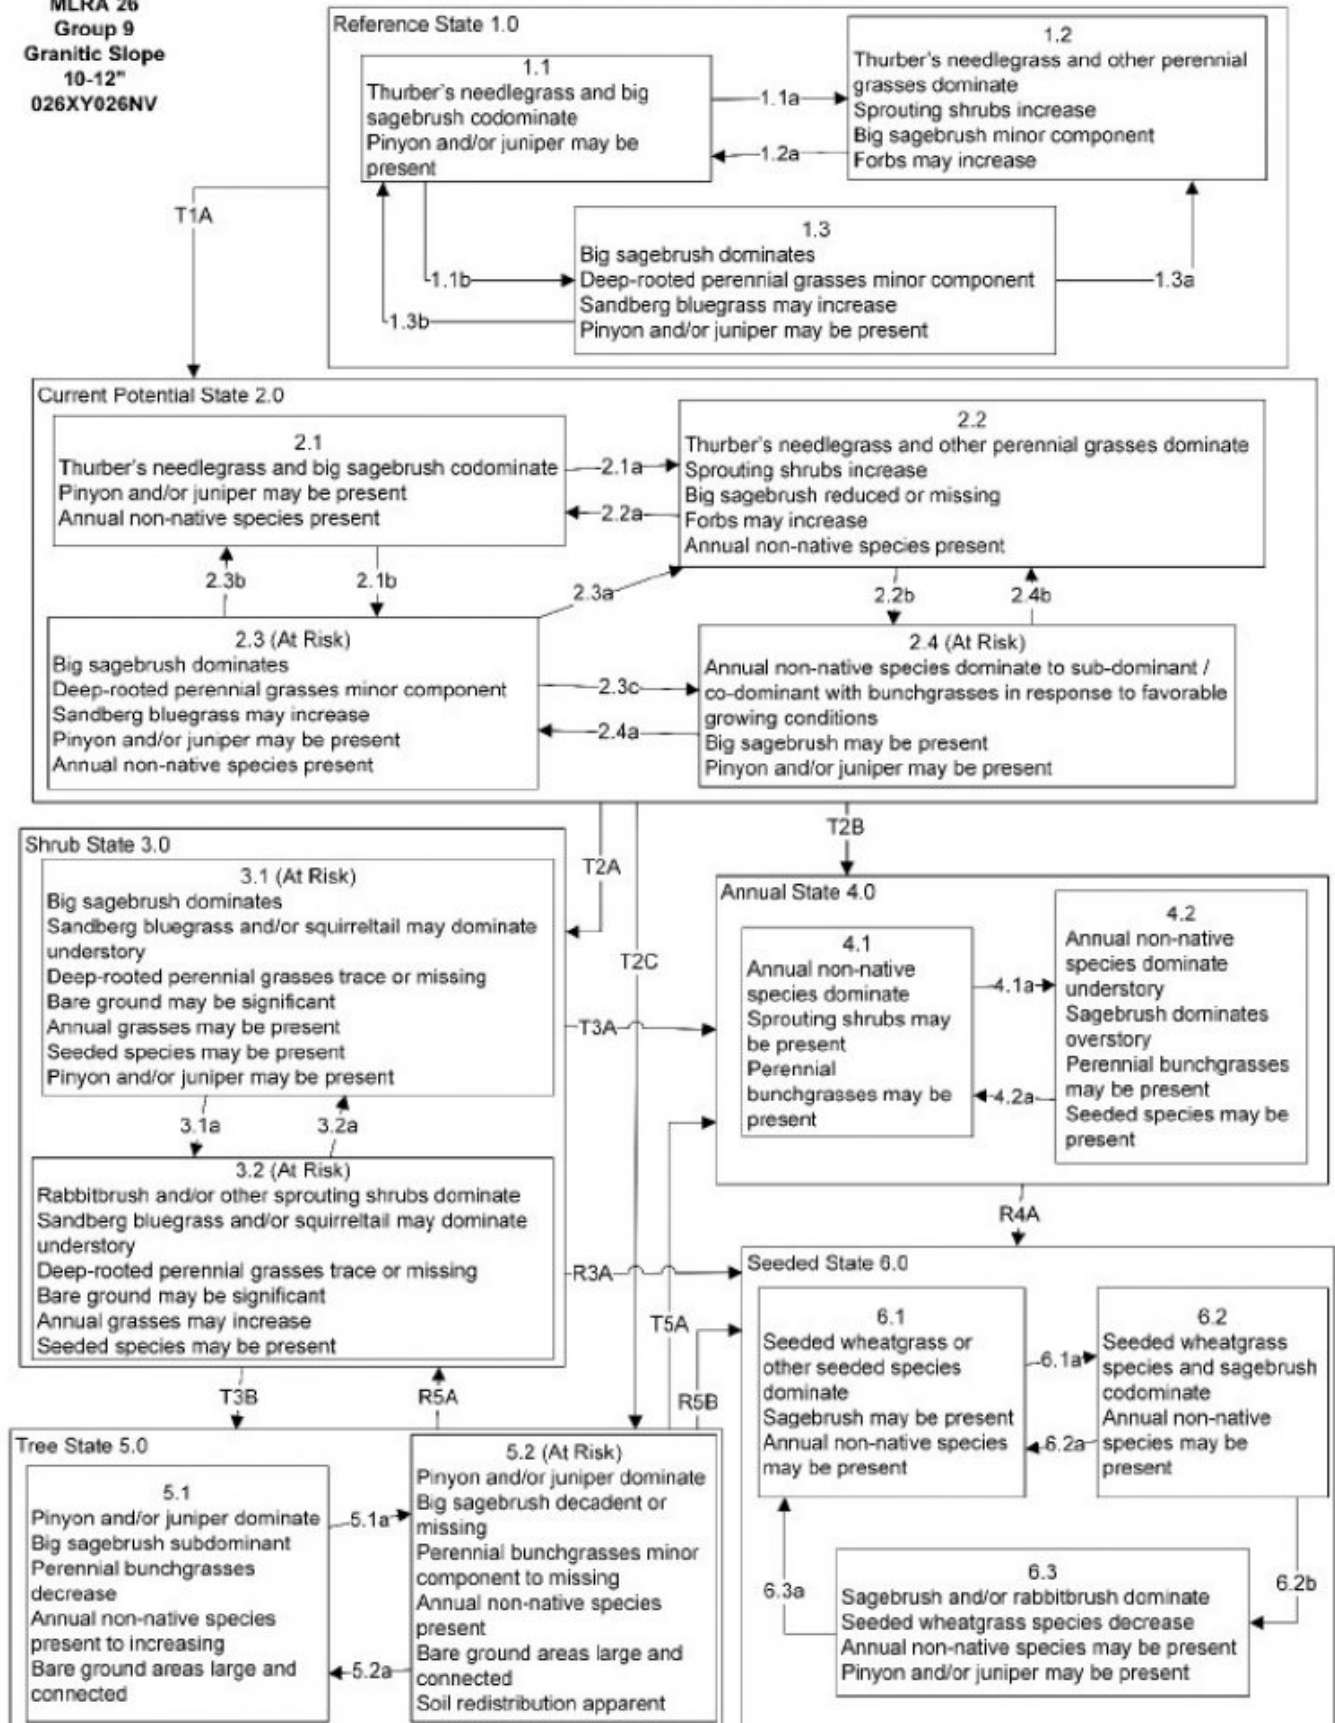 MLRA 26
Group 9
Granitic Slope
10-12"
026XY026NV
Reference State 1.0
1.1
Thurber's needlegrass and big
sagebrush codominate
Pinyon and/or juniper may be
present
1.1a
1.2a
1.2
Thurber's needlegrass and other perennial
grasses dominate
Sprouting shrubs increase
Big sagebrush minor component
Forbs may increase
T1A
1.1b
1.3b
1.3
Big sagebrush dominates
Deep-rooted perennial grasses minor component
Sandberg bluegrass may increase
Pinyon and/or juniper may be present
1.3a
Current Potential State 2.0
2.1
Thurber's needlegrass and big sagebrush codominate
Pinyon and/or juniper may be present
Annual non-native species present
2.1a
2.2a
2.2
Thurber's needlegrass and other perennial grasses dominate
Sprouting shrubs increase
Big sagebrush reduced or missing
Forbs may increase
Annual non-native species present
2.3b
2.1b
2.3a
2.2b
2.4b
2.3 (At Risk)
Big sagebrush dominates
Deep-rooted perennial grasses minor component
Sandberg bluegrass may increase
Pinyon and/or juniper may be present
Annual non-native species present
2.3c
2.4a
2.4 (At Risk)
Annual non-native species dominate to sub-dominant /
co-dominant with bunchgrasses in response to favorable
growing conditions
Big sagebrush may be present
Pinyon and/or juniper may be present
T2A
T2C
T2B
Shrub State 3.0
3.1 (At Risk)
Big sagebrush dominates
Sandberg bluegrass and/or squirreltail may dominate
understory
Deep-rooted perennial grasses trace or missing
Bare ground may be significant
Annual grasses may be present
Seeded species may be present
Pinyon and/or juniper may be present
3.1a
3.2a
3.2 (At Risk)
Rabbitbrush and/or other sprouting shrubs dominate
Sandberg bluegrass and/or squirreltail may dominate
understory
Deep-rooted perennial grasses trace or missing
Bare ground may be significant
Annual grasses may increase
Seeded species may be present
T3A
R3A
Annual State 4.0
4.1
Annual non-native
species dominate
Sprouting shrubs may
be present
Perennial
bunchgrasses may be
present
4.1a
4.2a
4.2
Annual non-native
species dominate
understory
Sagebrush dominates
overstory
Perennial bunchgrasses
may be present
Seeded species may be
present
R4A
T3B
R5A
T5A
R5B
Tree State 5.0
5.1
Pinyon and/or juniper dominate
Big sagebrush subdominant
Perennial bunchgrasses
decrease
Annual non-native species
present to increasing
Bare ground areas large and
connected
5.1a
5.2a
5.2 (At Risk)
Pinyon and/or juniper dominate
Big sagebrush decadent or
missing
Perennial bunchgrasses minor
component to missing
Annual non-native species
present
Bare ground areas large and
connected
Soil redistribution apparent
Seeded State 6.0
6.1
Seeded wheatgrass or
other seeded species
dominate
Sagebrush may be present
Annual non-native species
may be present
6.1a
6.2a
6.2
Seeded wheatgrass
species and sagebrush
codominate
Annual non-native
species may be
present
6.3a
6.2b
6.3
Sagebrush and/or rabbitbrush dominate
Seeded wheatgrass species decrease
Annual non-native species may be present
Pinyon and/or juniper may be present